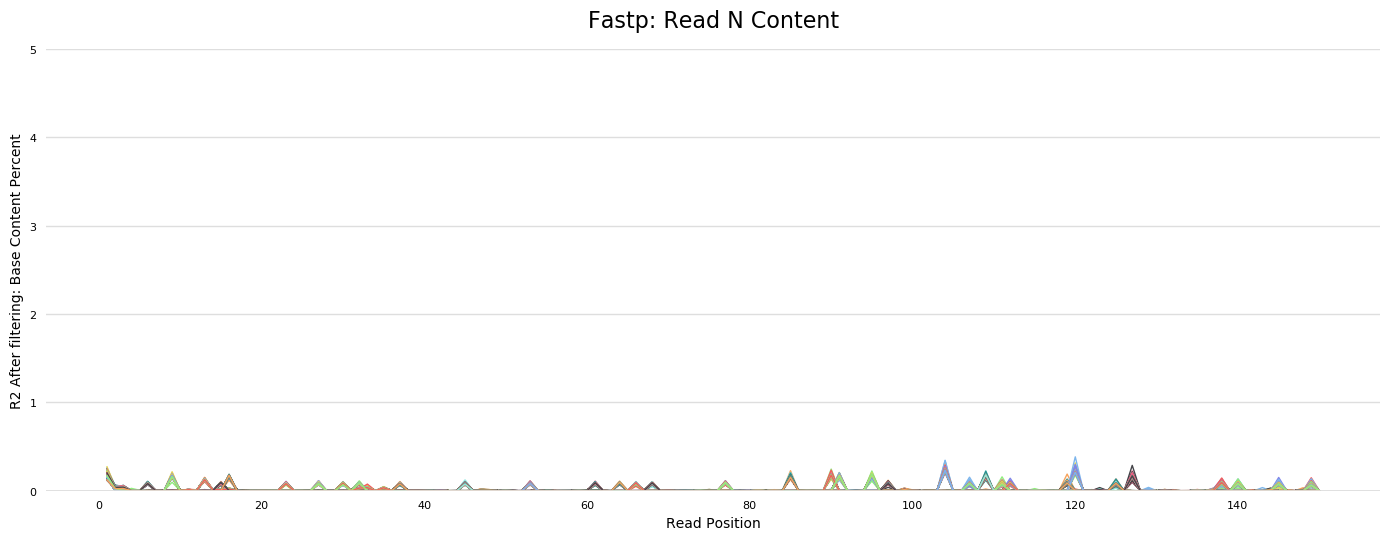 Fastp: Read N Content
R2 After filtering: Base Content Percent
5
4
3
2
1
0
0 20 40 60 80 100 120 140
Read Position